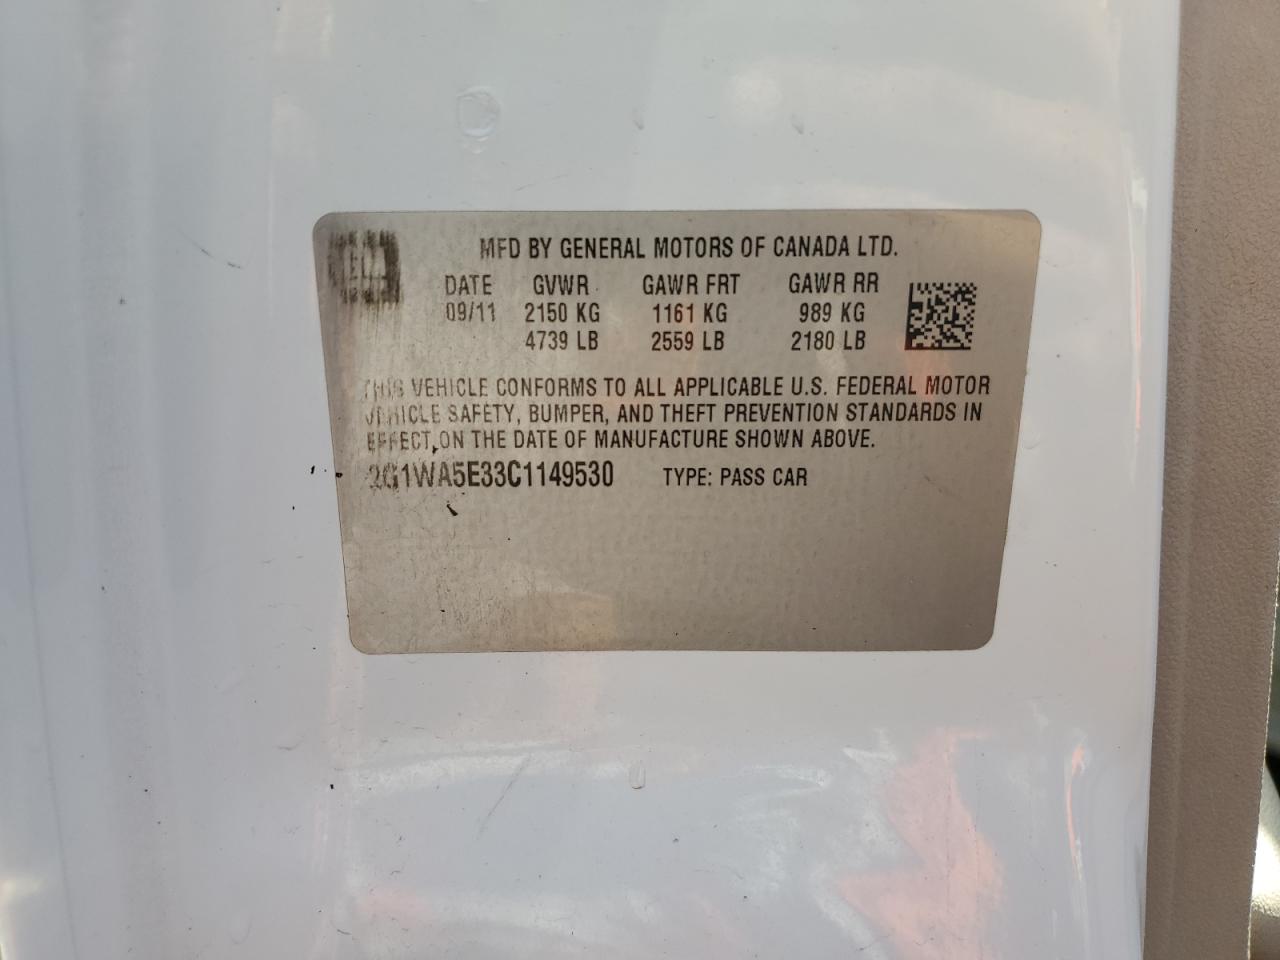 MFD BY GENERAL MOTORS OF CANADA LTD.
DATE GVWR GAWR FRT GAWR RR
09/11 2150 KG 1161 KG 989 KG
4739 LB 2559 LB 2180 LB
THIS VEHICLE CONFORMS TO ALL APPLICABLE U.S. FEDERAL MOTOR
VEHICLE SAFETY, BUMPER, AND THEFT PREVENTION STANDARDS IN
EFFECT ON THE DATE OF MANUFACTURE SHOWN ABOVE.
2G1WA5E33C1149530 TYPE: PASS CAR